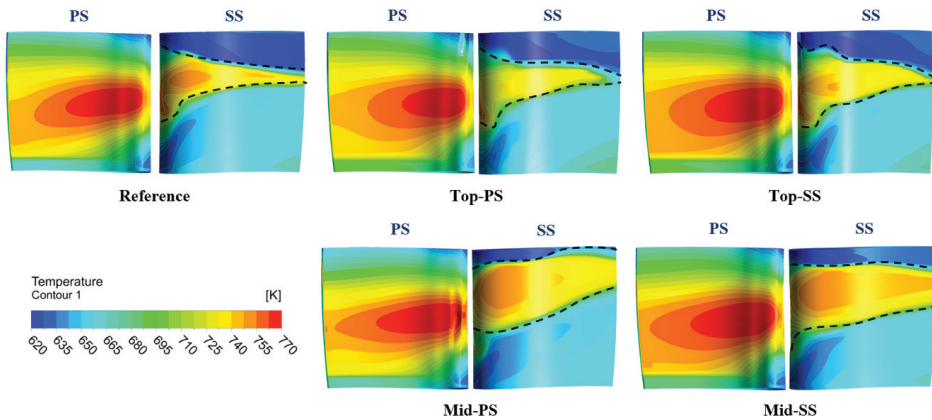 PS SS PS SS PS SS
Reference Top-PS Top-SS
PS SS PS SS
Temperature
Contour 1 [K]
620 635 650 665 680 695 710 725 740 755 770
Mid-PS Mid-SS